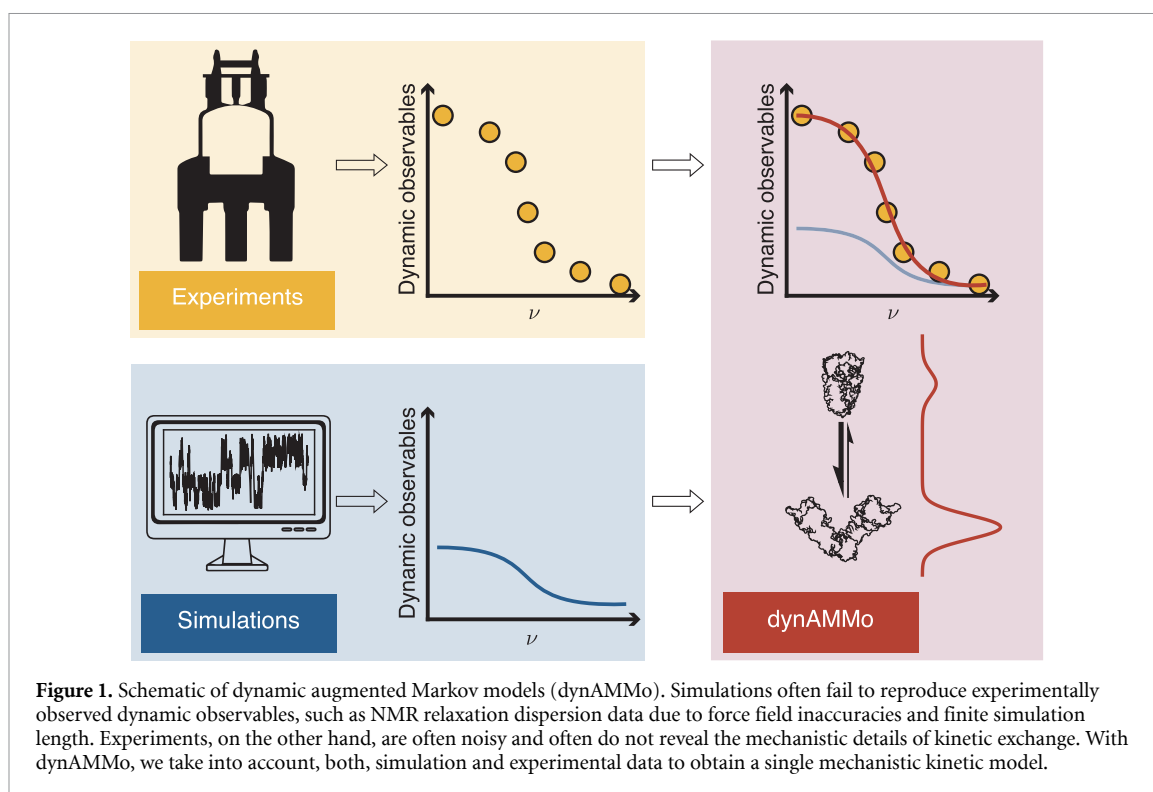 Dynamic observables
ν
Experiments
Dynamic observables
ν
Dynamic observables
ν
Simulations
dynAMMo
Figure 1. Schematic of dynamic augmented Markov models (dynAMMo). Simulations often fail to reproduce experimentally
observed dynamic observables, such as NMR relaxation dispersion data due to force field inaccuracies and finite simulation
length. Experiments, on the other hand, are often noisy and often do not reveal the mechanistic details of kinetic exchange. With
dynAMMo, we take into account, both, simulation and experimental data to obtain a single mechanistic kinetic model.